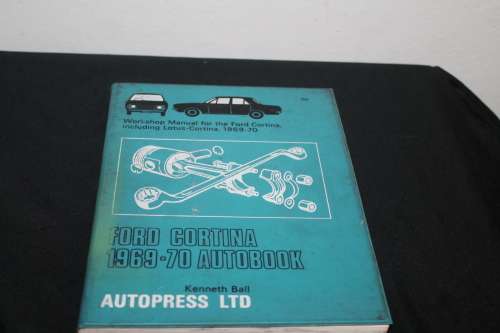 Workshop Manual for the Ford Cortina,
including Lotus-Cortina, 1969-70
FORD CORTINA
1969-70 AUTOBOOK
Kenneth Ball
AUTOPRESS LTD